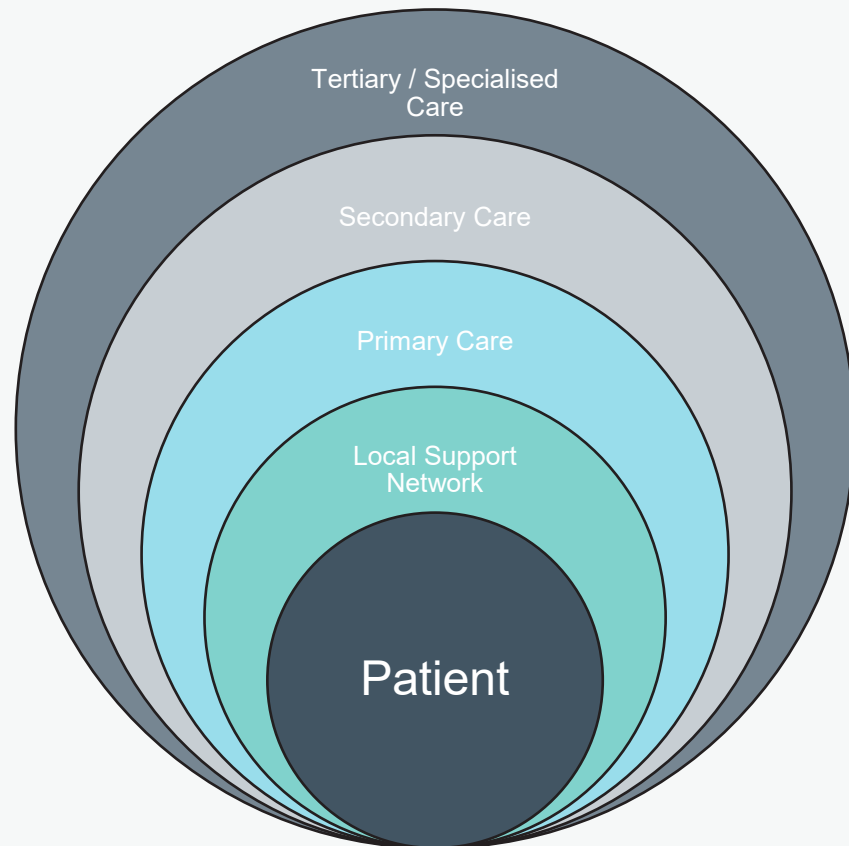 Tertiary / Specialised
Care
Secondary Care
Primary Care
Local Support
Network
Patient